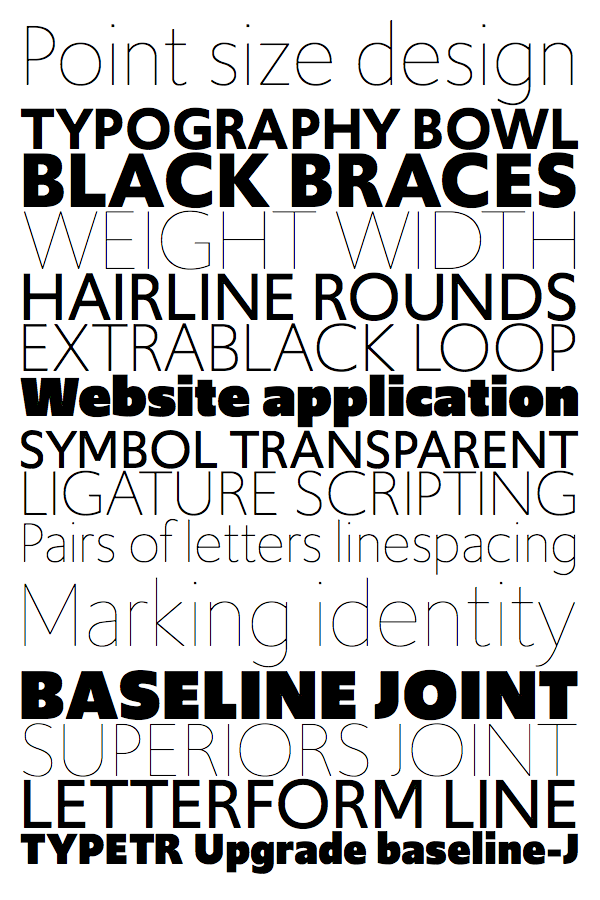 Point size design
TYPOGRAPHY BOWL
BLACK BRACES
WEIGHT WIDTH
HAIRLINE ROUNDS
EXTRABLACK LOOP
Website application
SYMBOL TRANSPARENT
LIGATURE SCRIPTING
Pairs of letters linespacing
Marking identity
BASELINE JOINT
SUPERIORS JOINT
LETTERFORM LINE
TYPETR Upgrade baseline-J